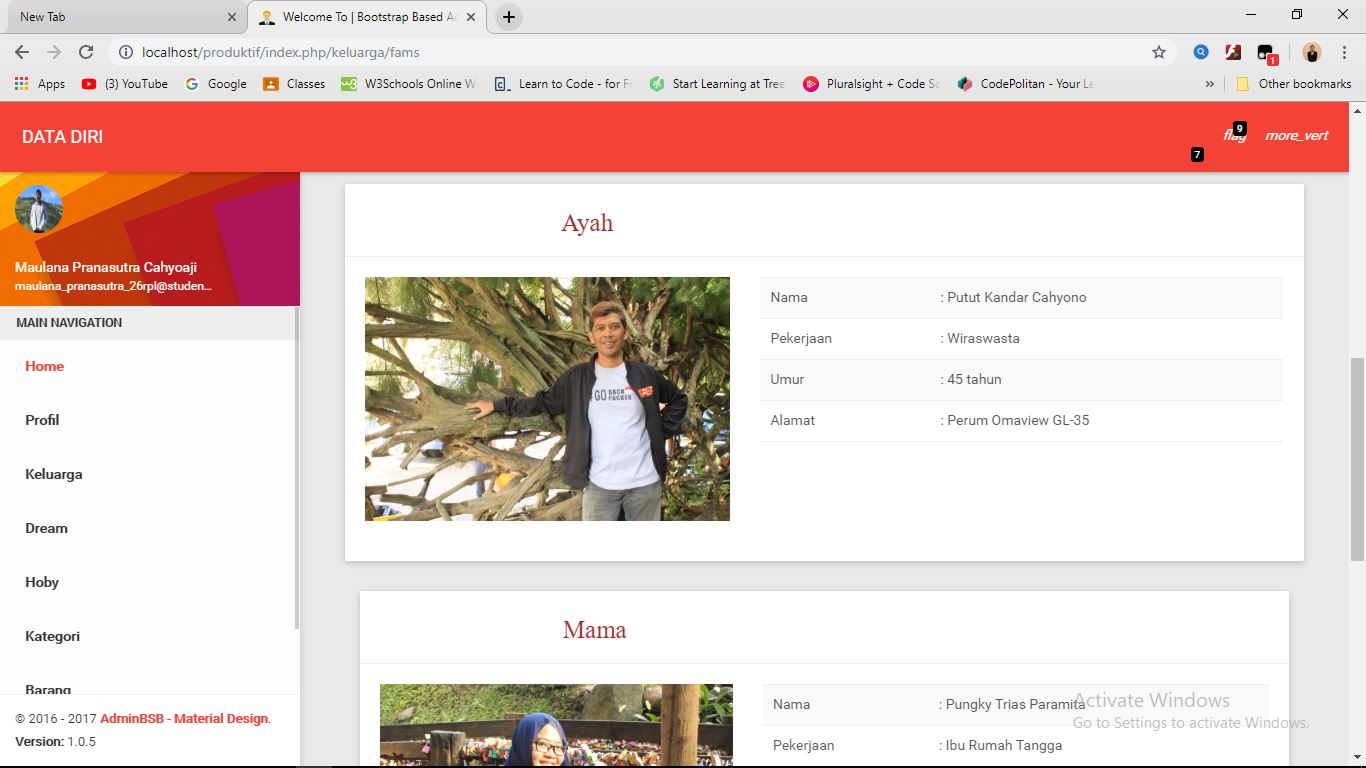 New Tab
Welcome To | Bootstrap Based Ad
localhost/produktif/index.php/keluarga/fams
1
Apps
(3) YouTube
Google
Classes
W3Schools Online W
Learn to Code - for F
Start Learning at Tree
Pluralsight + Code Sc
CodePolitan - Your Le
»
Other bookmarks
DATA DIRI
7
flag
9
more_vert
Maulana Pranasutra Cahyoaji
maulana_pranasutra_26rpl@studen...
MAIN NAVIGATION
Home
Profil
Keluarga
Dream
Hoby
Kategori
Barang
© 2016 - 2017 AdminBSB - Material Design.
Version: 1.0.5
Ayah
#GO BACK PACKER
Nama : Putut Kandar Cahyono
Pekerjaan : Wiraswasta
Umur : 45 tahun
Alamat : Perum Omaview GL-35
Mama
Nama : Pungky Trias Paramita
Pekerjaan : Ibu Rumah Tangga
Activate Windows
Go to Settings to activate Windows.